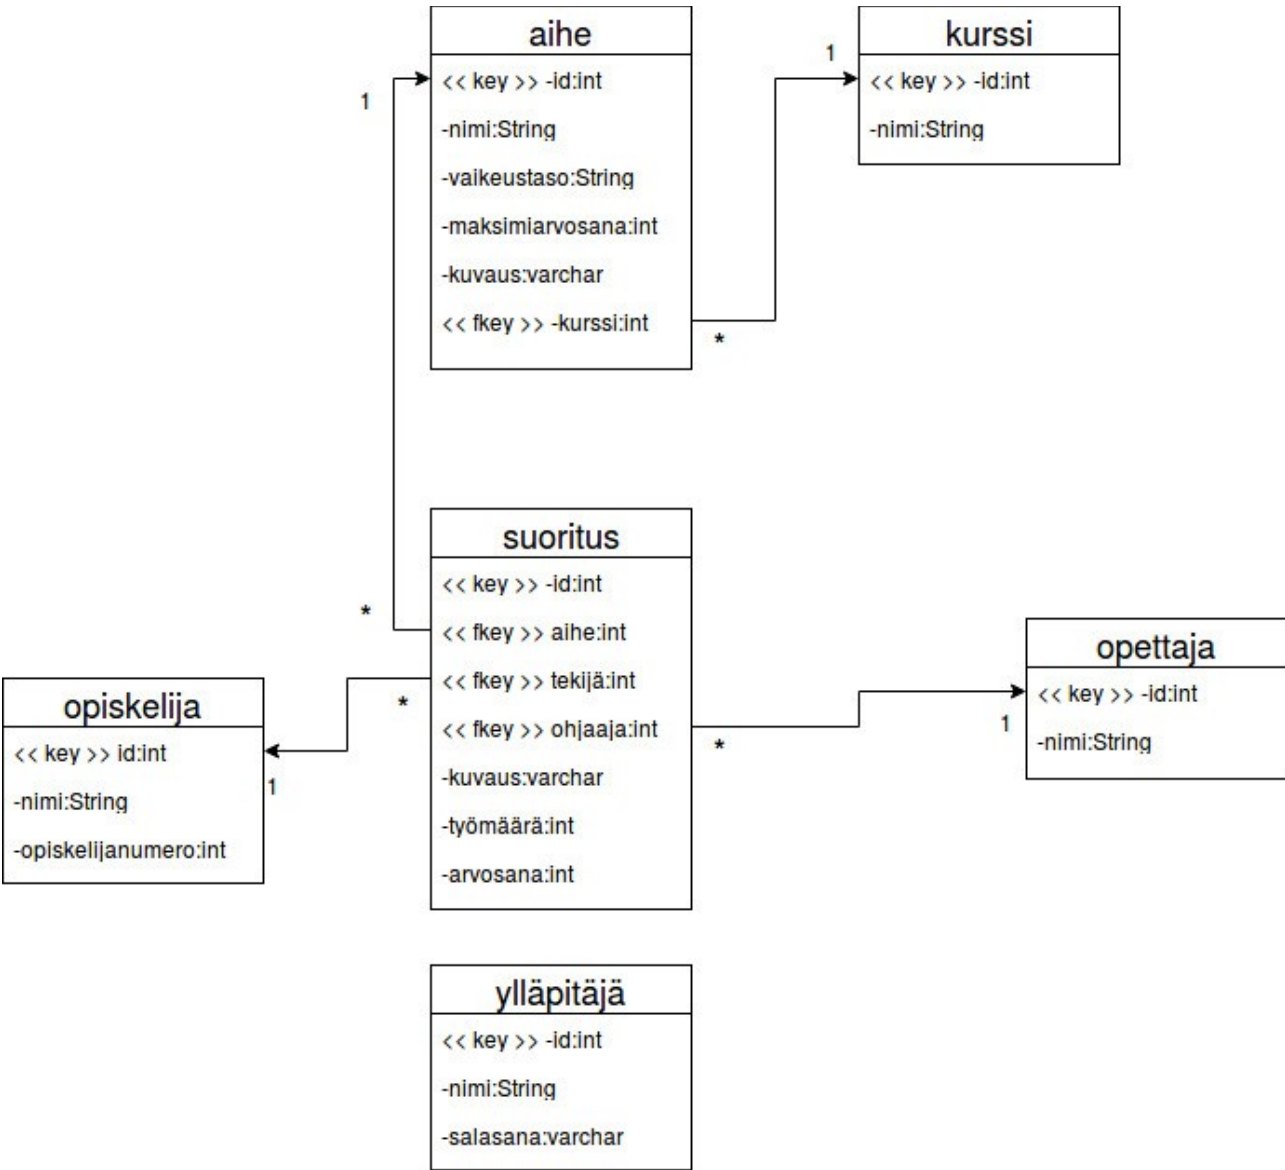 aihe
<< key >> -id:int
-nimi:String
-vaikeustaso:String
-maksimiarvosana:int
-kuvaus:varchar
<< fkey >> -kurssi:int
1
*
kurssi
<< key >> -id:int
-nimi:String
1
*
suoritus
<< key >> -id:int
<< fkey >> aihe:int
<< fkey >> tekijä:int
<< fkey >> ohjaaja:int
-kuvaus:varchar
-työmäärä:int
-arvosana:int
*
*
opiskelija
<< key >> id:int
-nimi:String
-opiskelijanumero:int
1
opettaja
<< key >> -id:int
-nimi:String
1
ylläpitäjä
<< key >> -id:int
-nimi:String
-salasana:varchar